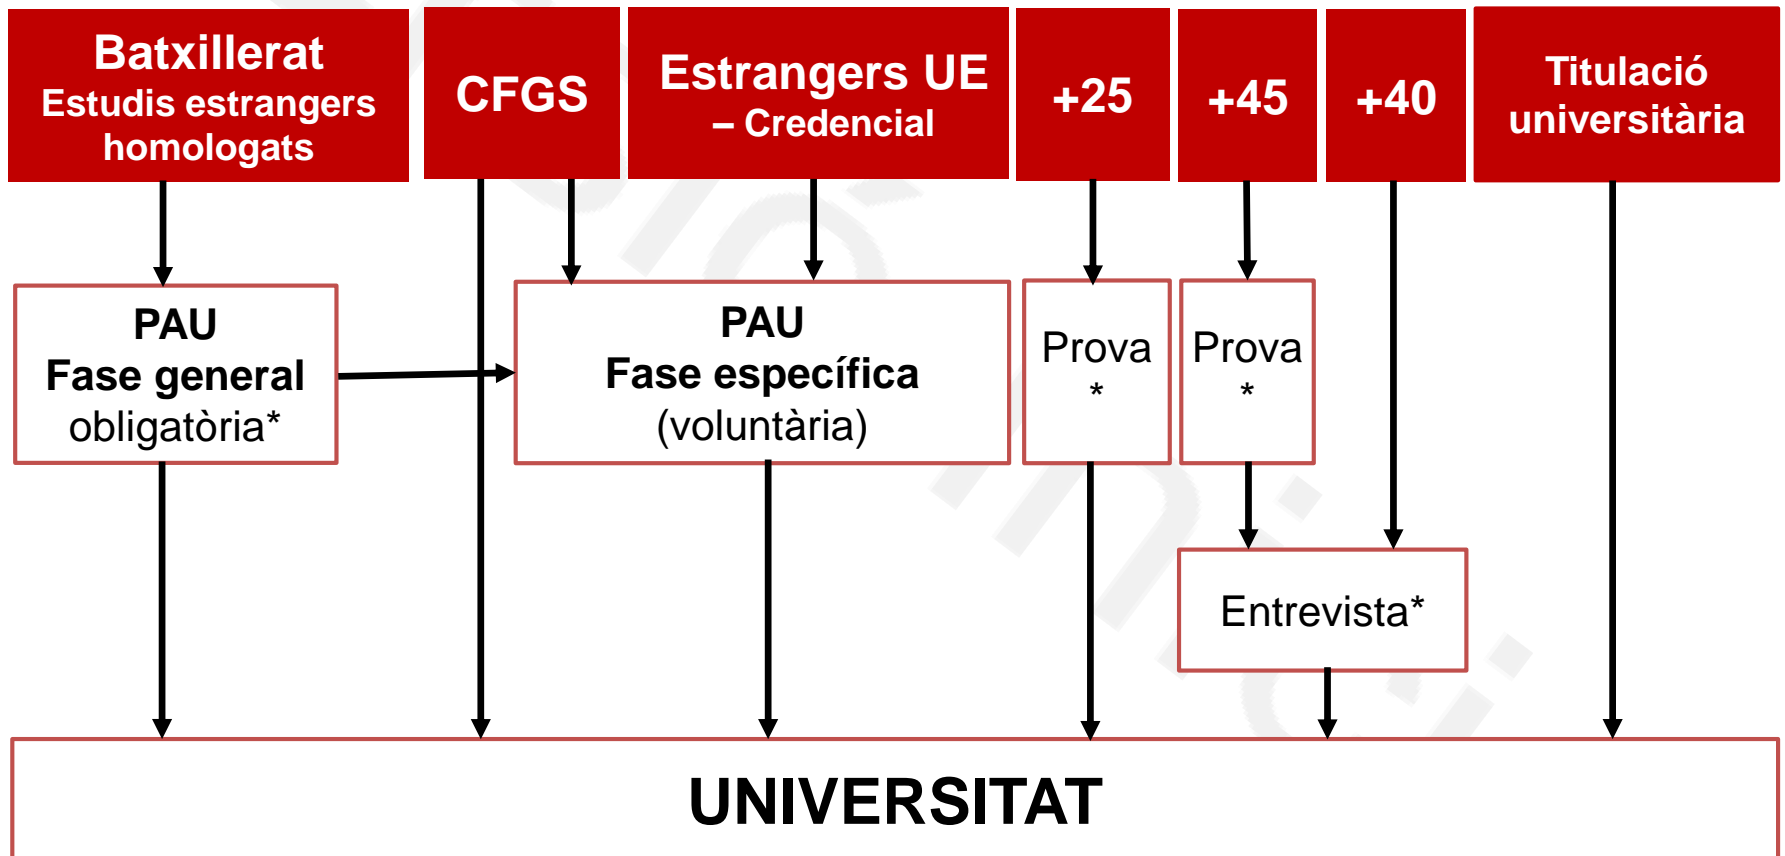 Batxillerat
Estudis estrangers
homologats
CFGS
Estrangers UE
– Credencial
+25
+45
+40
Titulació
universitària
PAU
Fase general
obligatòria*
PAU
Fase específica
(voluntària)
Prova
*
Prova
*
Entrevista*
UNIVERSITAT